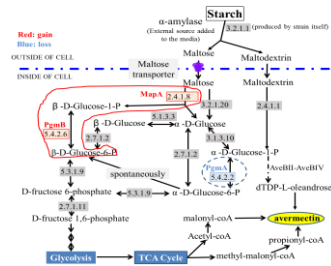 Starch
α-amylase
3.2.1.1 (produced by strain itself)
(External source added
to the media)
Red: gain
Blue: loss
OUTSIDE OF CELL
Maltose
Maltodextrin
INSIDE OF CELL
Maltose
transporter
Maltose
Maltodextrin
MapA
2.4.1.8
β -D-Glucose-1-P
3.2.1.20
2.4.1.1
5.1.3.3
PgmB
β -D-Glucose
α -D-Glucose
5.4.2.6
2.7.1.2
3.1.3.10
β-D-Glucose-6-P
α -D-Glucose-1-P
2.7.1.2
AveBII-AveBIV
spontaneously
PgmA
5.3.1.9
5.4.2.2
dTDP-L-oleandrose
D-fructose 6-phosphate
5.3.1.9
α -D-Glucose-6-P
2.7.1.11
malonyl-coA
avermectin
D-fructose 1,6-phosphate
Acetyl-coA
propionyl-coA
Glycolysis
TCA Cycle
methyl-malonyl-coA